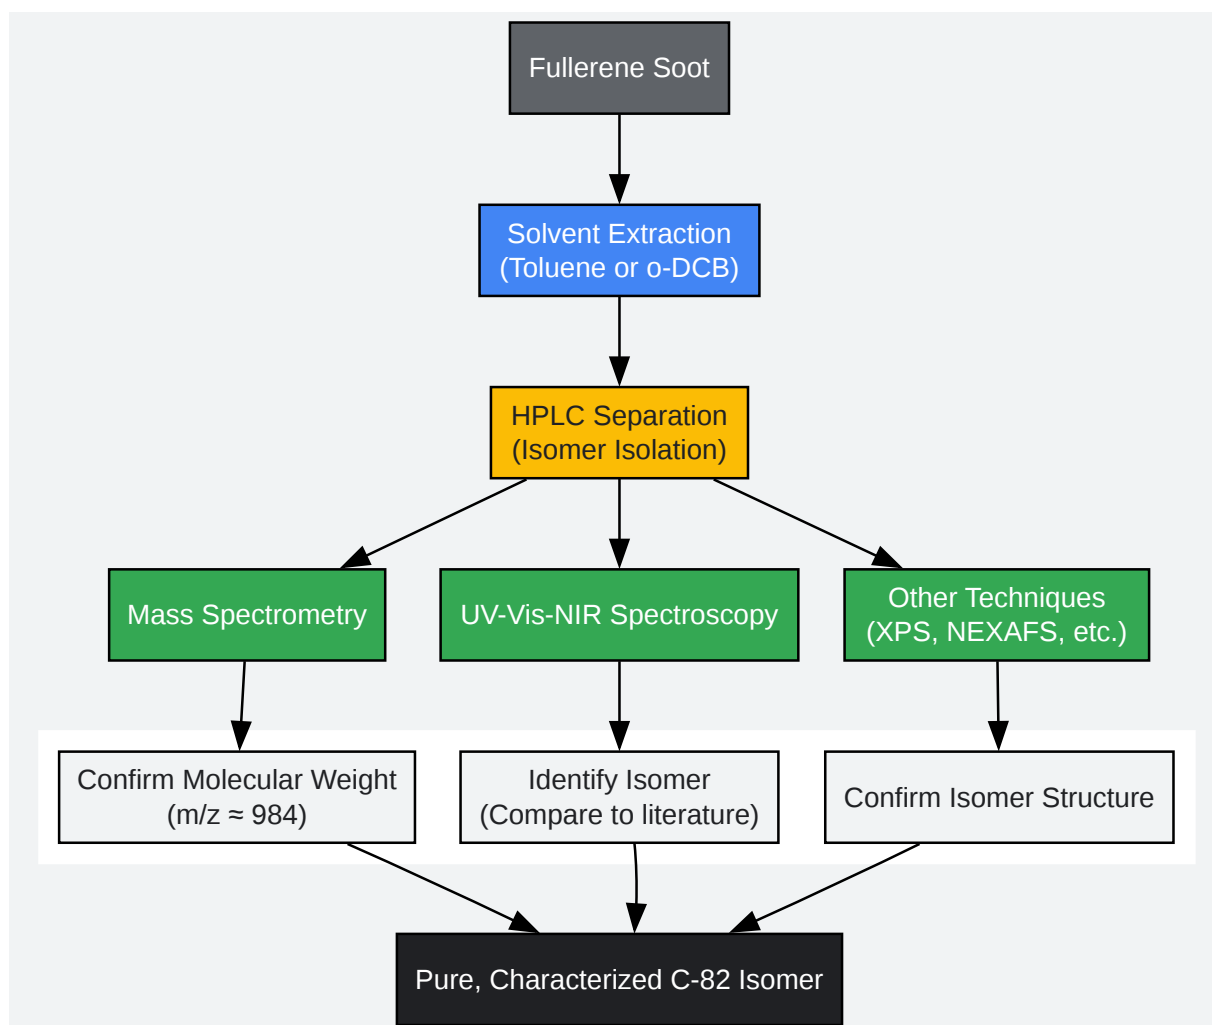 Fullerene Soot
Solvent Extraction
(Toluene or o-DCB)
HPLC Separation
(Isomer Isolation)
Mass Spectrometry
UV-Vis-NIR Spectroscopy
Other Techniques
(XPS, NEXAFS, etc.)
Confirm Molecular Weight
(m/z ≈ 984)
Identify Isomer
(Compare to literature)
Confirm Isomer Structure
Pure, Characterized C-82 Isomer